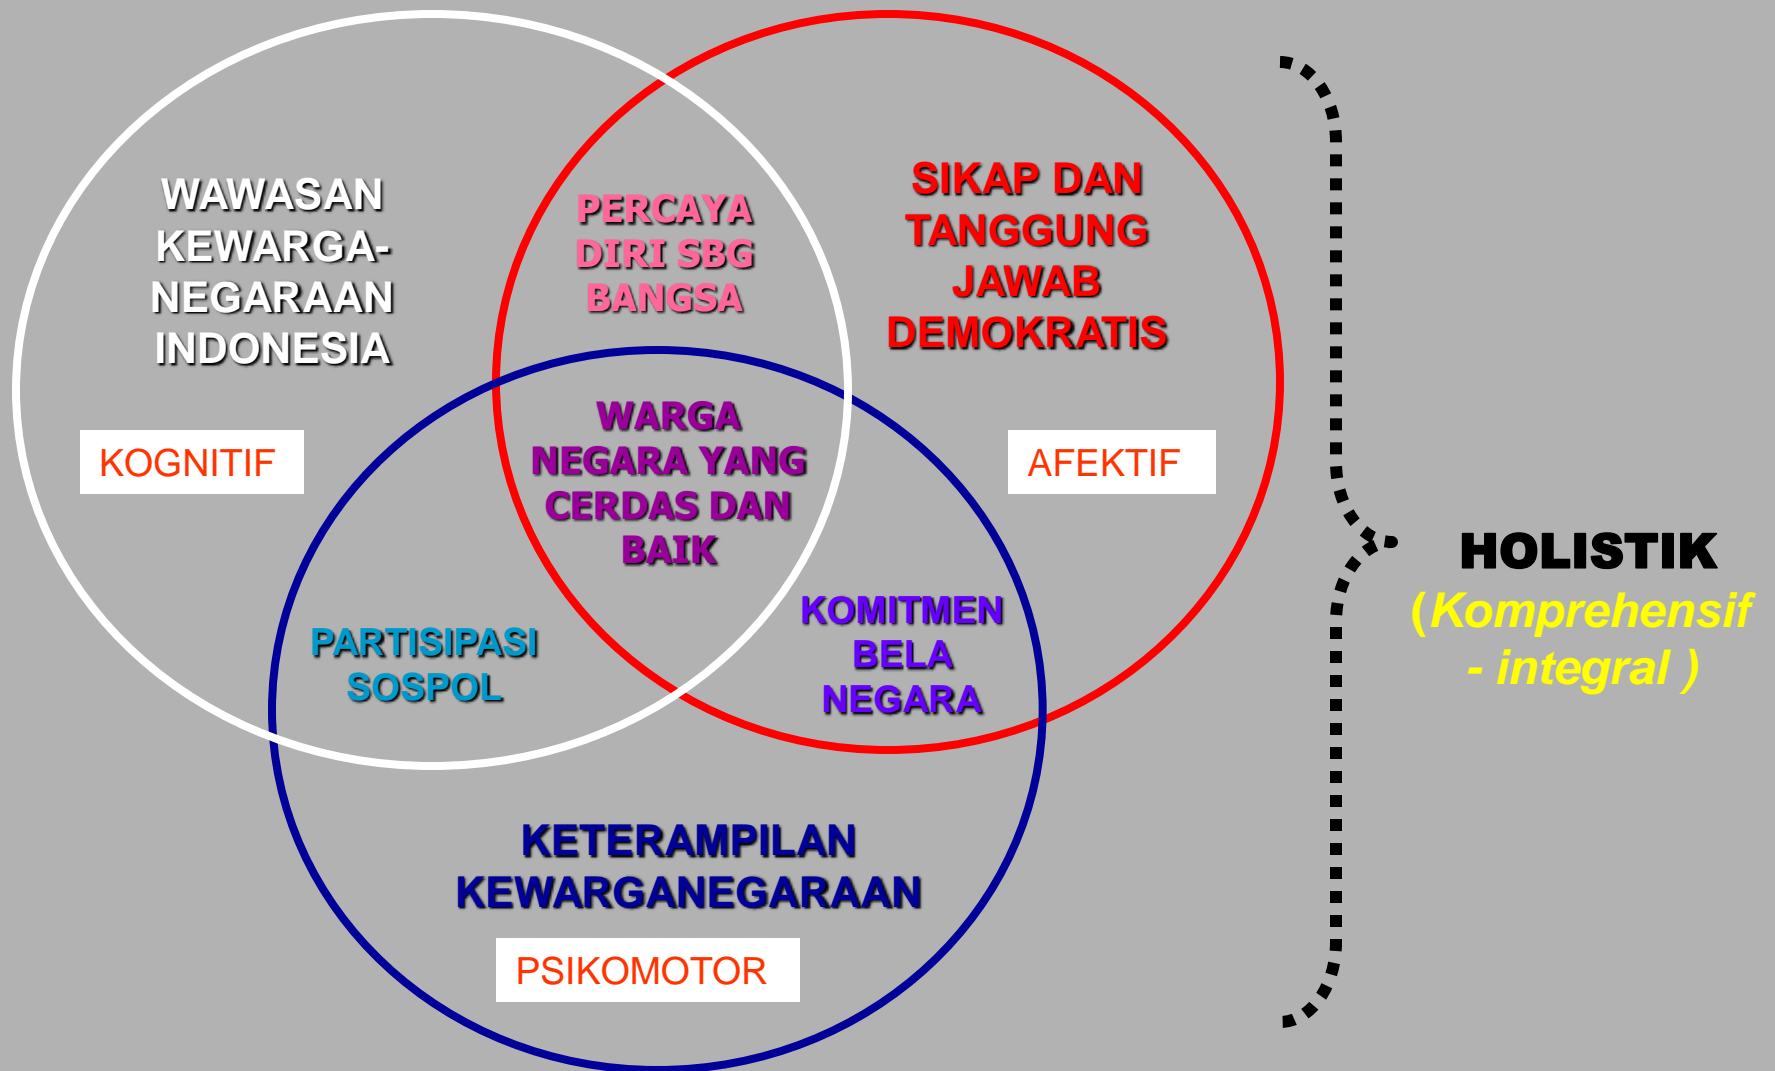 WAWASAN
KEWARGA-
NEGARAAN
INDONESIA
KOGNITIF
PERCAYA
DIRI SBG
BANGSA
SIKAP DAN
TANGGUNG
JAWAB
DEMOKRATIS
AFEKTIF
WARGA
NEGARA YANG
CERDAS DAN
BAIK
PARTISIPASI
SOSPOL
KOMITMEN
BELA
NEGARA
KETERAMPILAN
KEWARGANEGARAAN
PSIKOMOTOR
HOLISTIK
(Komprehensif
- integral )